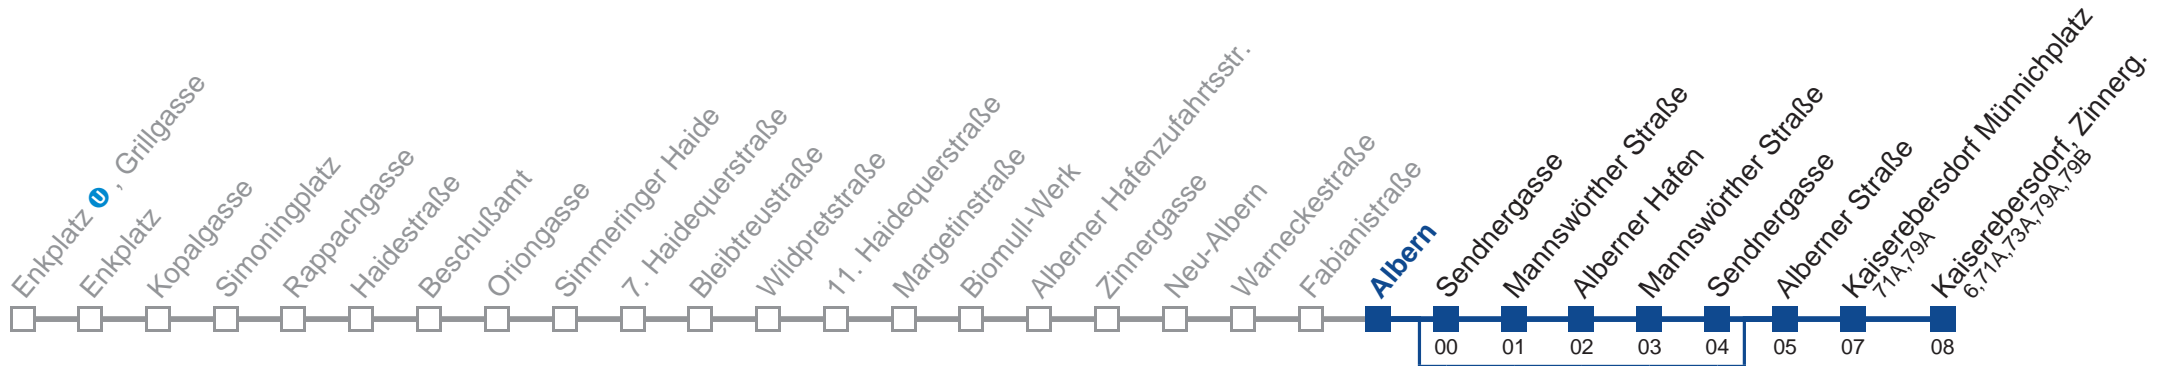 Enkplatz U , Grillgasse
Enkplatz
Kopalgasse
Simoningplatz
Rappachgasse
Haidestraße
Beschußamt
Oriongasse
Simmeringer Haide
7. Haidequerstraße
Bleibtreustraße
Wildpretstraße
11. Haidequerstraße
Margetinstraße
Biomull-Werk
Alberner Hafenzufahrtsstr.
Zinnergasse
Neu-Albern
Warneckestraße
Fabianistraße
Albern
Sendnergasse
Mannswörther Straße
Alberner Hafen
Mannswörther Straße
Sendnergasse
Alberner Straße
Kaiserebersdorf Münnichplatz
71A,79A
Kaiserebersdorf, Zinnerg.
6,71A,73A,79A,79B
00 01 02 03 04 05 07 08